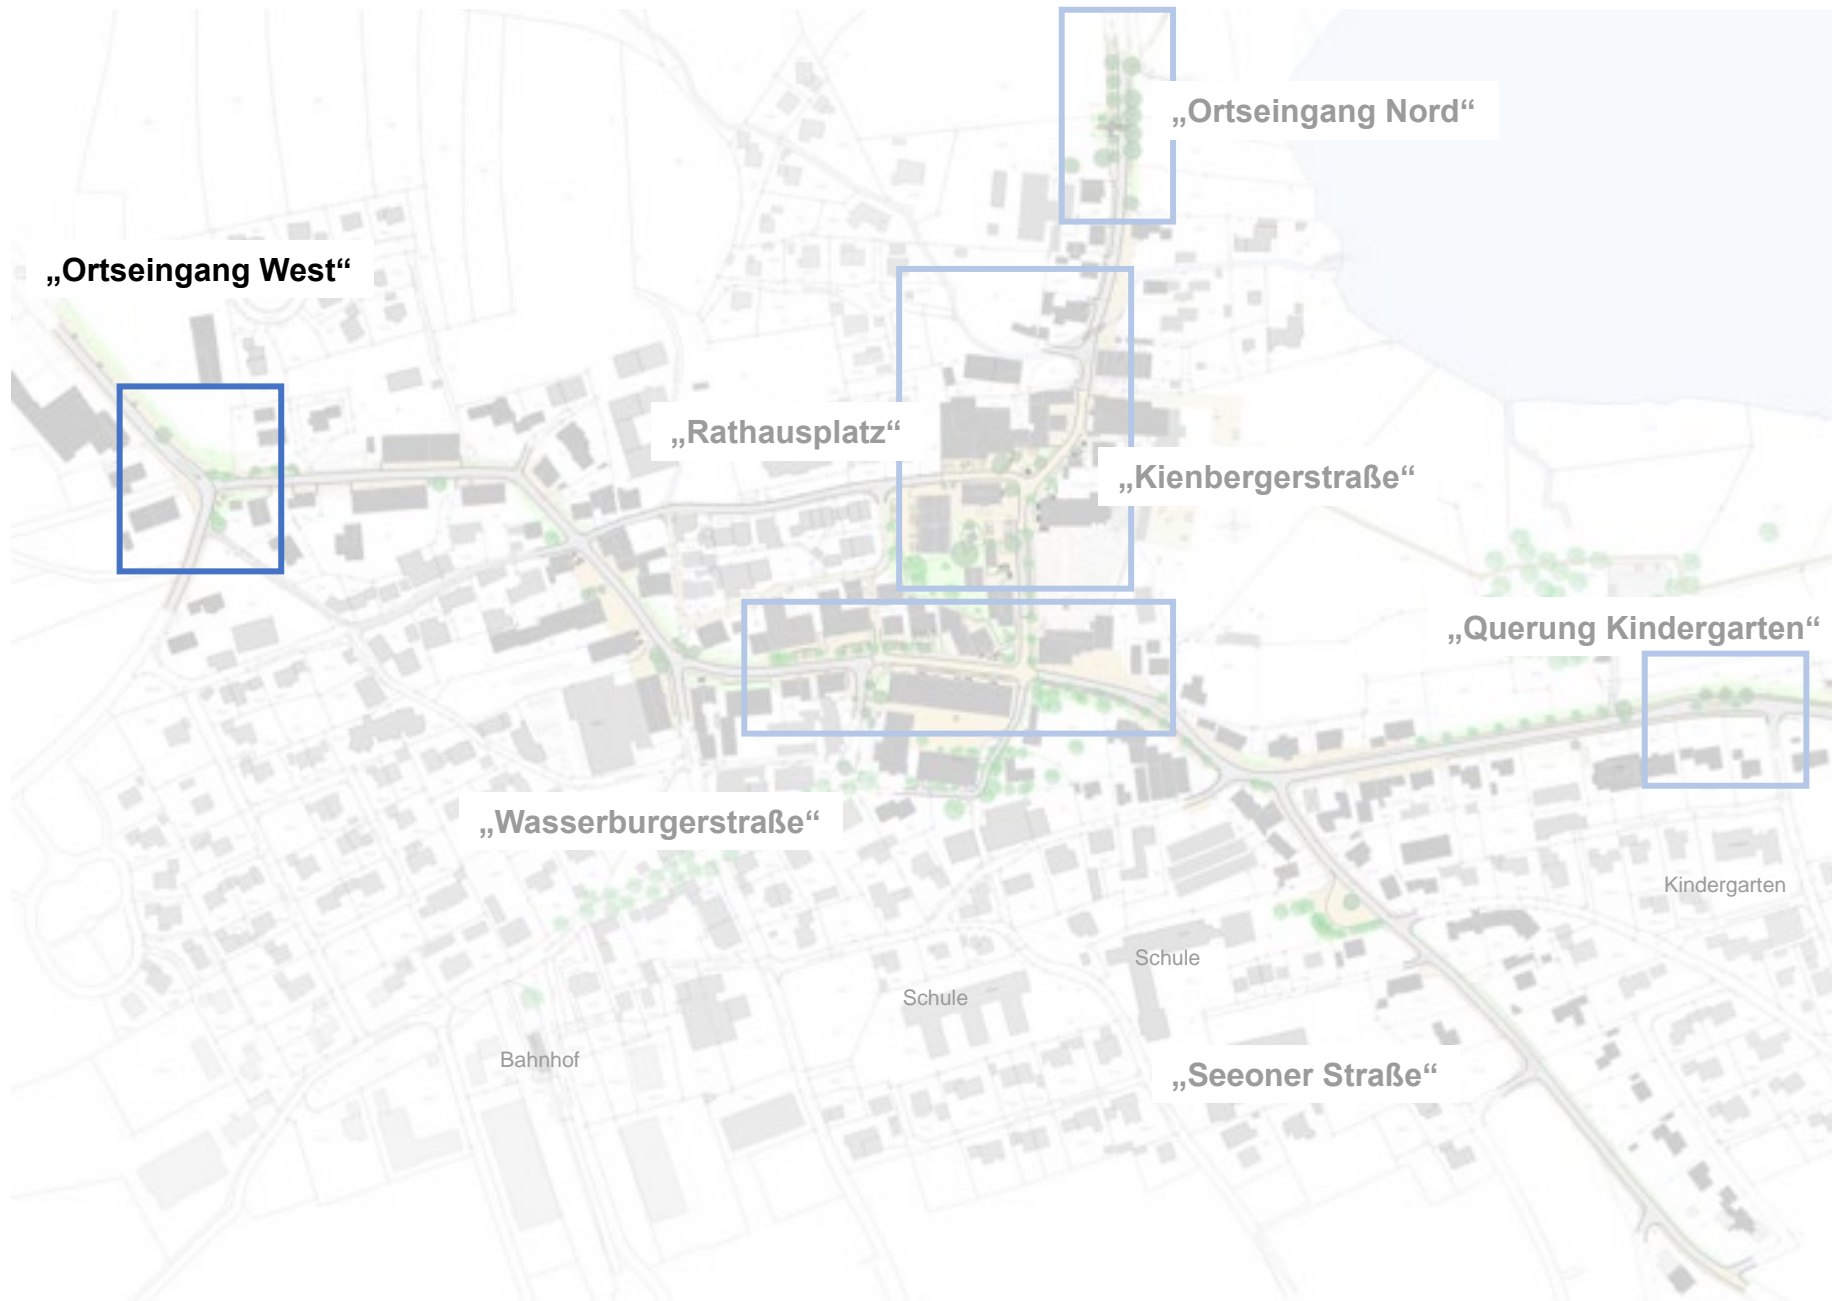 „Ortseingang Nord“
„Ortseingang West“
„Rathausplatz“
„Kienbergerstraße“
„Querung Kindergarten“
„Wasserburgerstraße“
Kindergarten
Schule
Schule
Bahnhof
„Seeoner Straße“